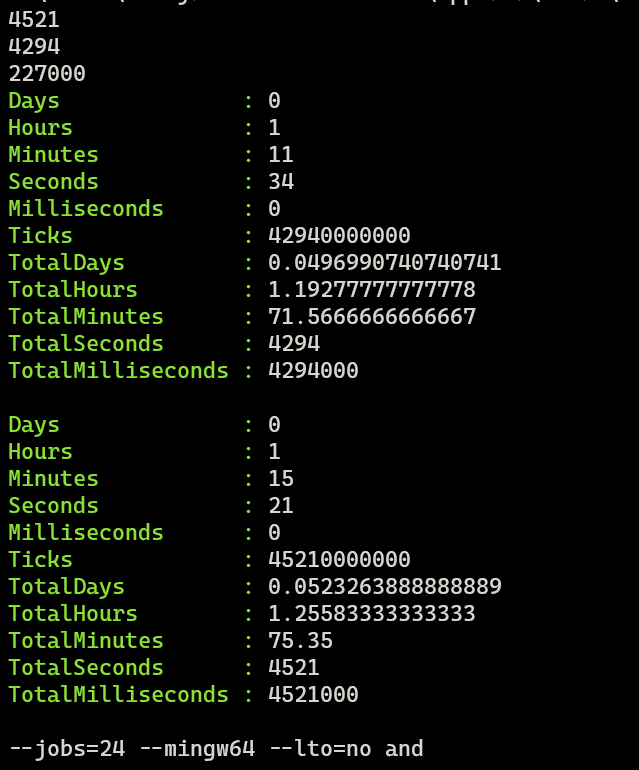 4521
4294
227000
Days : 0
Hours : 1
Minutes : 11
Seconds : 34
Milliseconds : 0
Ticks : 42940000000
TotalDays : 0.0496990740740741
TotalHours : 1.19277777777778
TotalMinutes : 71.5666666666667
TotalSeconds : 4294
TotalMilliseconds : 4294000
Days : 0
Hours : 1
Minutes : 15
Seconds : 21
Milliseconds : 0
Ticks : 45210000000
TotalDays : 0.0523263888888889
TotalHours : 1.25583333333333
TotalMinutes : 75.35
TotalSeconds : 4521
TotalMilliseconds : 4521000
--jobs=24 --mingw64 --lto=no and